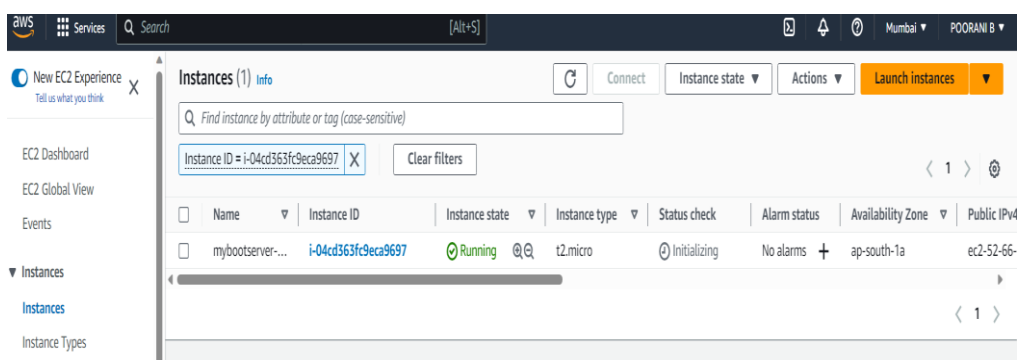 aws Services Search [Alt+S] Mumbai ▼ POORANI B ▼
New EC2 Experience
Tell us what you think
EC2 Dashboard
EC2 Global View
Events
▼ Instances
Instances
Instance Types
Instances (1) Info Connect Instance state ▼ Actions ▼ Launch instances ▼
Find instance by attribute or tag (case-sensitive)
Instance ID = i-04cd363fc9eca9697 X Clear filters
< 1 >
Name Instance ID Instance state Instance type Status check Alarm status Availability Zone Public IPv4
mybootserver-... i-04cd363fc9eca9697 Running t2.micro Initializing No alarms + ap-south-1a ec2-52-66-
< 1 >